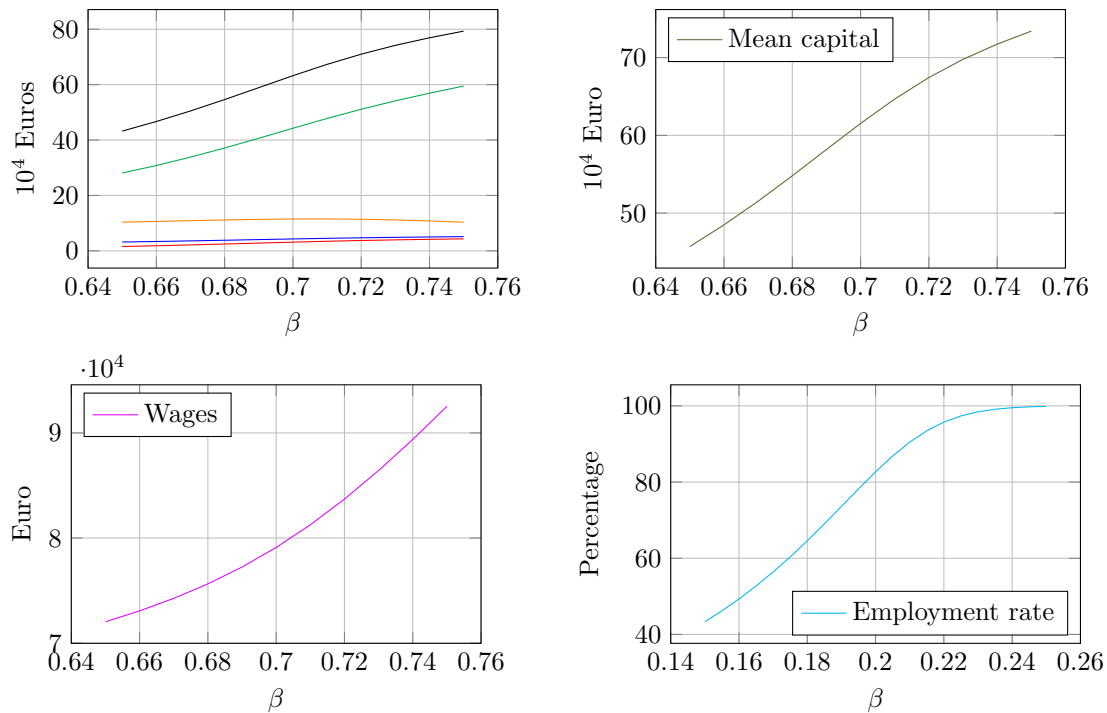 80
60
40
20
0
10^4 Euros
0.64 0.66 0.68 0.7 0.72 0.74 0.76
β
Mean capital
70
60
50
10^4 Euro
0.64 0.66 0.68 0.7 0.72 0.74 0.76
β
·10^4
Wages
9
8
7
Euro
0.64 0.66 0.68 0.7 0.72 0.74 0.76
β
100
80
60
40
Percentage
Employment rate
0.14 0.16 0.18 0.2 0.22 0.24 0.26
β